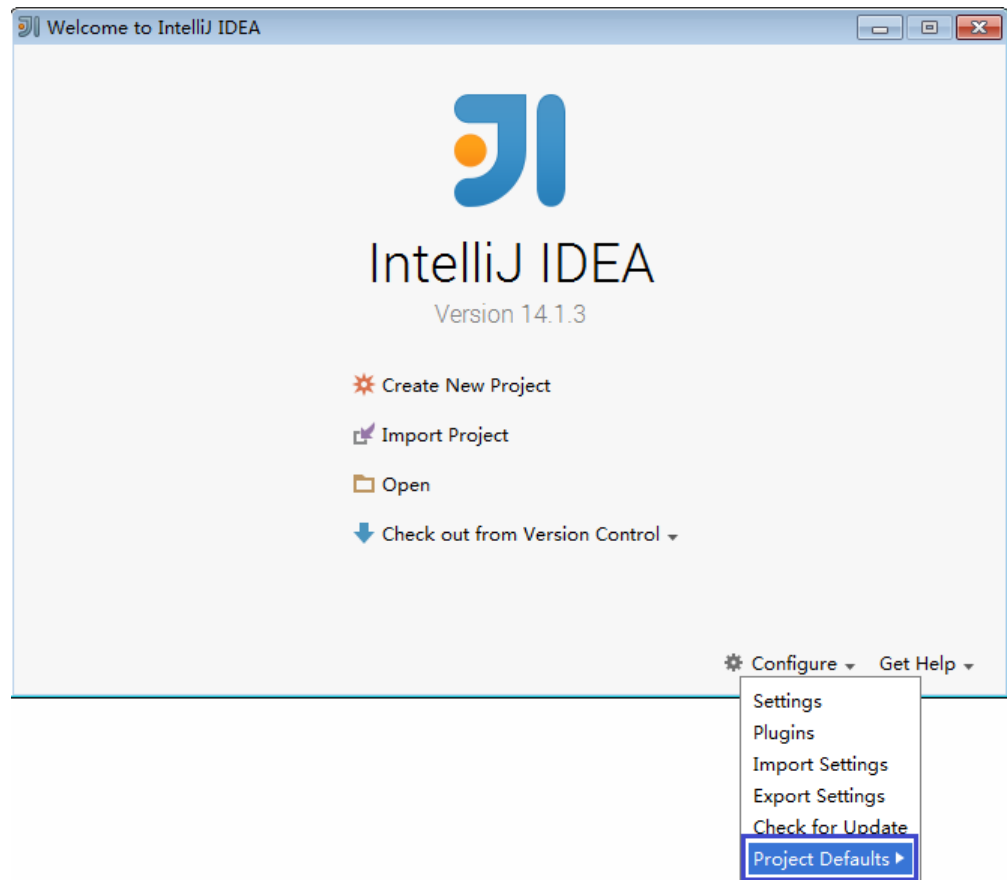 Welcome to IntelliJ IDEA
IntelliJ IDEA
Version 14.1.3
Create New Project
Import Project
Open
Check out from Version Control
Configure Get Help
Settings
Plugins
Import Settings
Export Settings
Check for Update
Project Defaults